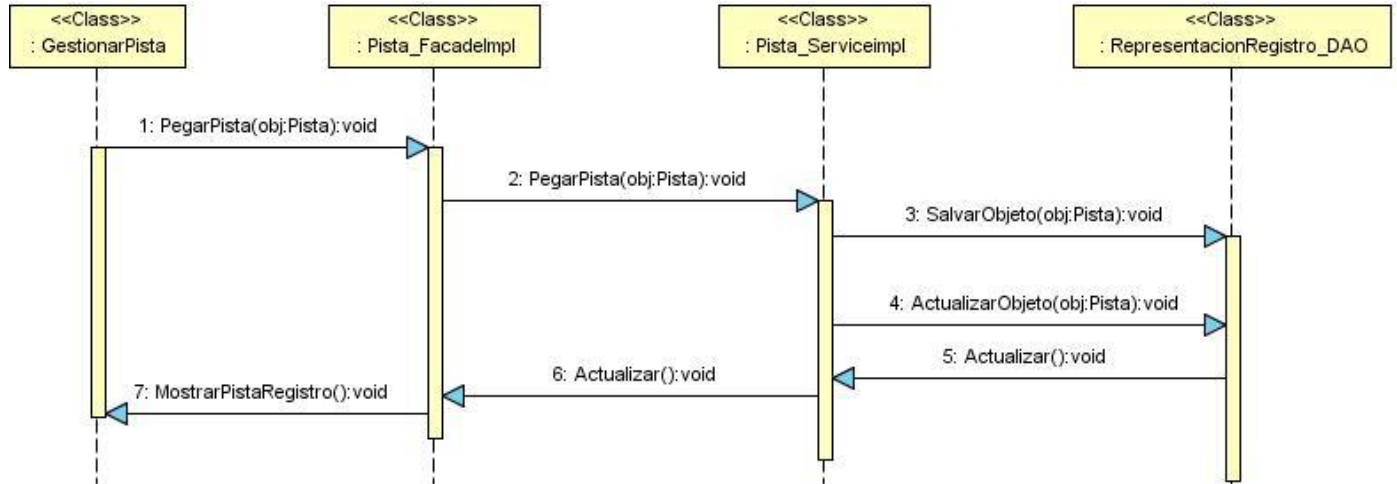 <<Class>>
: GestionarPista
<<Class>>
: Pista_FacadeImpl
<<Class>>
: Pista_Serviceimpl
<<Class>>
: RepresentacionRegistro_DAO
1: PegarPista(obj:Pista):void
2: PegarPista(obj:Pista):void
3: SalvarObjeto(obj:Pista):void
4: ActualizarObjeto(obj:Pista):void
5: Actualizar():void
6: Actualizar():void
7: MostrarPistaRegistro():void